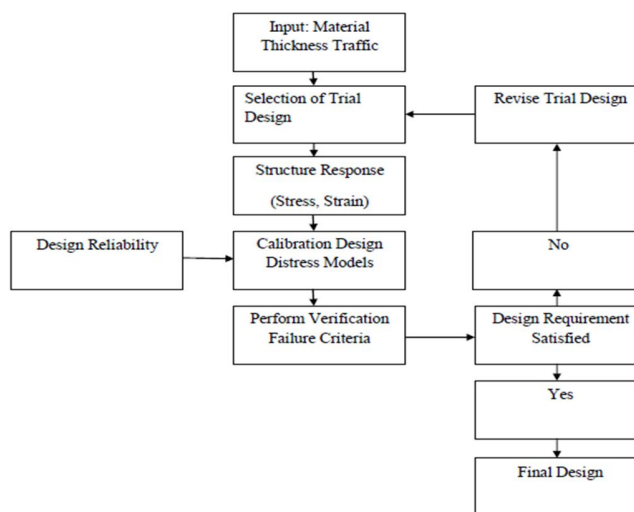 Input: Material
Thickness Traffic
Selection of Trial
Design
Revise Trial Design
Structure Response
(Stress, Strain)
Design Reliability
Calibration Design
Distress Models
No
Perform Verification
Failure Criteria
Design Requirement
Satisfied
Yes
Final Design